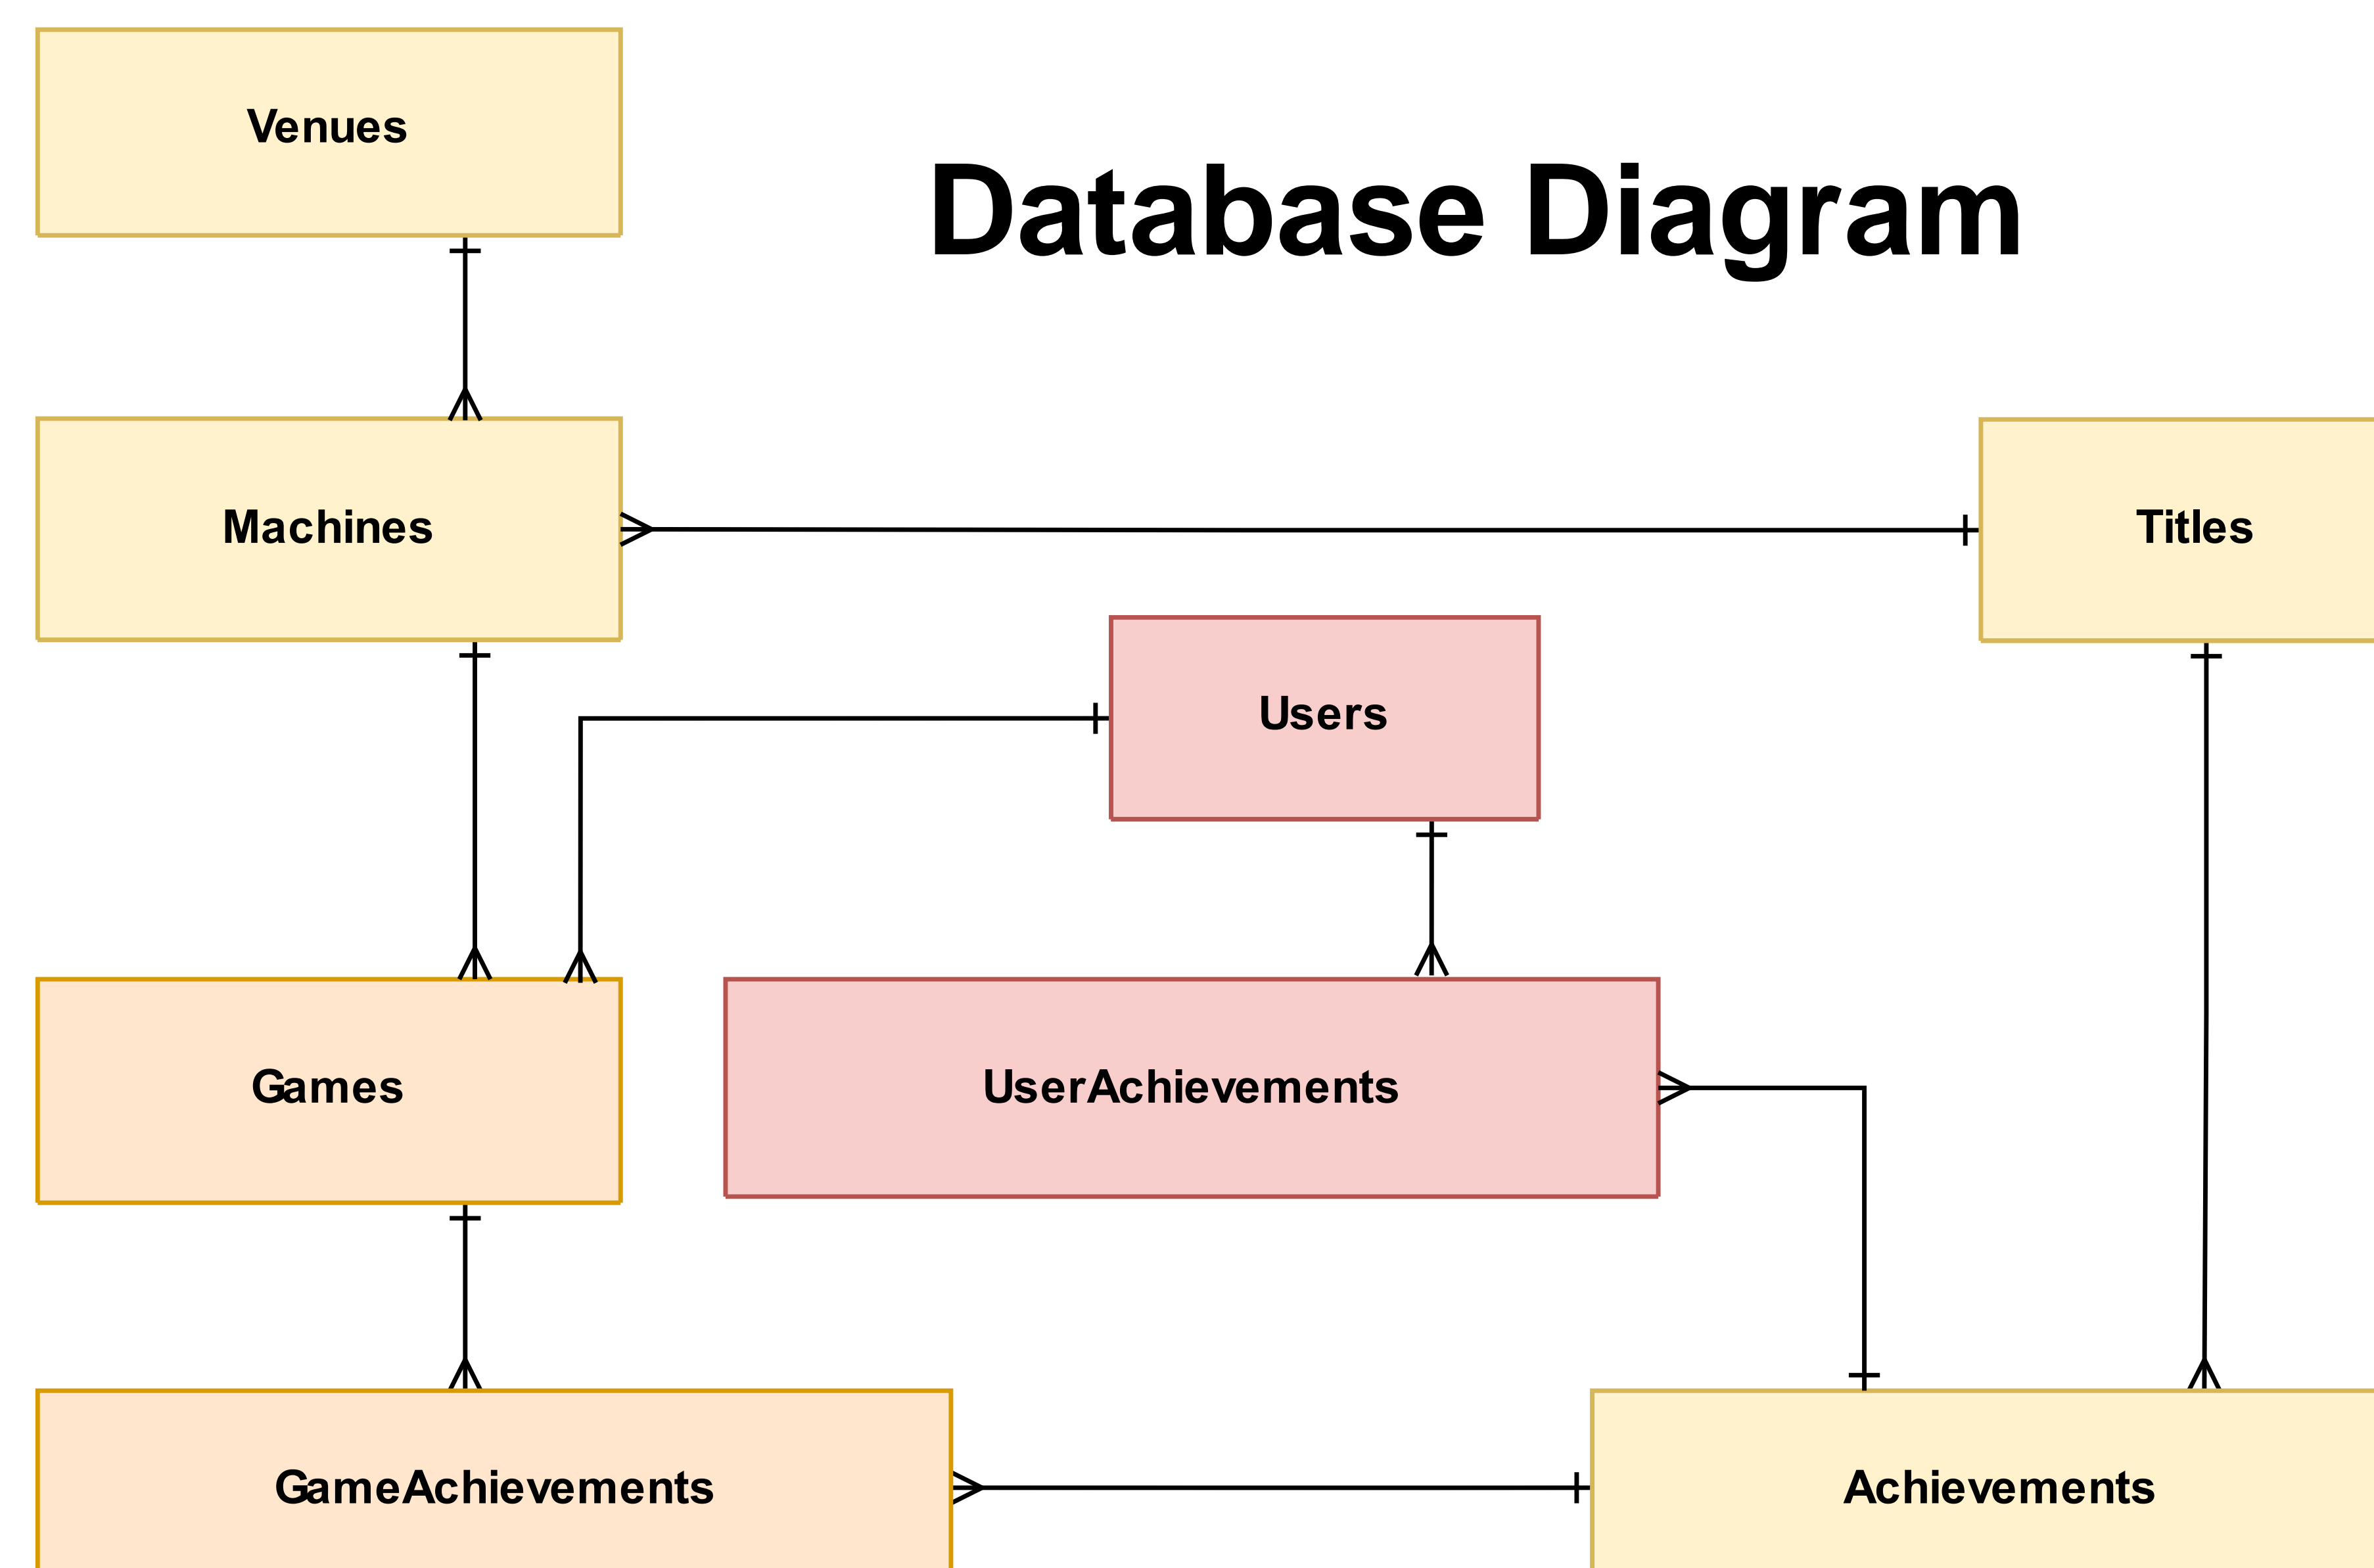 Venues
Database Diagram
Machines
Titles
Users
Games
UserAchievements
GameAchievements
Achievements